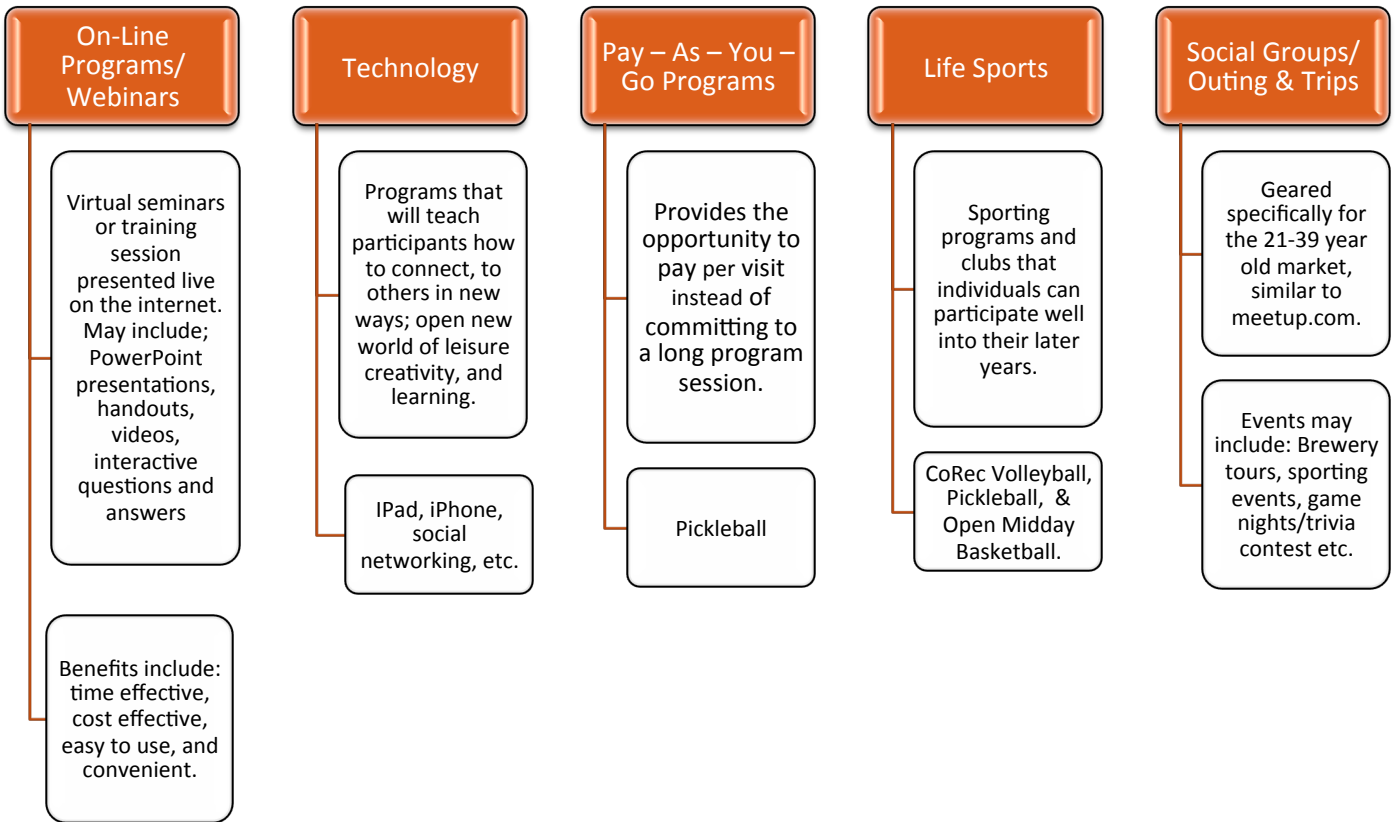 On-Line
Programs/
Webinars
Virtual seminars
or training
session
presented live
on the internet.
May include;
PowerPoint
presentations,
handouts,
videos,
interactive
questions and
answers
Benefits include:
time effective,
cost effective,
easy to use, and
convenient.
Technology
Programs that
will teach
participants how
to connect, to
others in new
ways; open new
world of leisure
creativity, and
learning.
IPad, iPhone,
social
networking, etc.
Pay – As – You –
Go Programs
Provides the
opportunity to
pay per visit
instead of
committing to
a long program
session.
Pickleball
Life Sports
Sporting
programs and
clubs that
individuals can
participate well
into their later
years.
CoRec Volleyball,
Pickleball, &
Open Midday
Basketball.
Social Groups/
Outing & Trips
Geared
specifically for
the 21-39 year
old market,
similar to
meetup.com.
Events may
include: Brewery
tours, sporting
events, game
nights/trivia
contest etc.